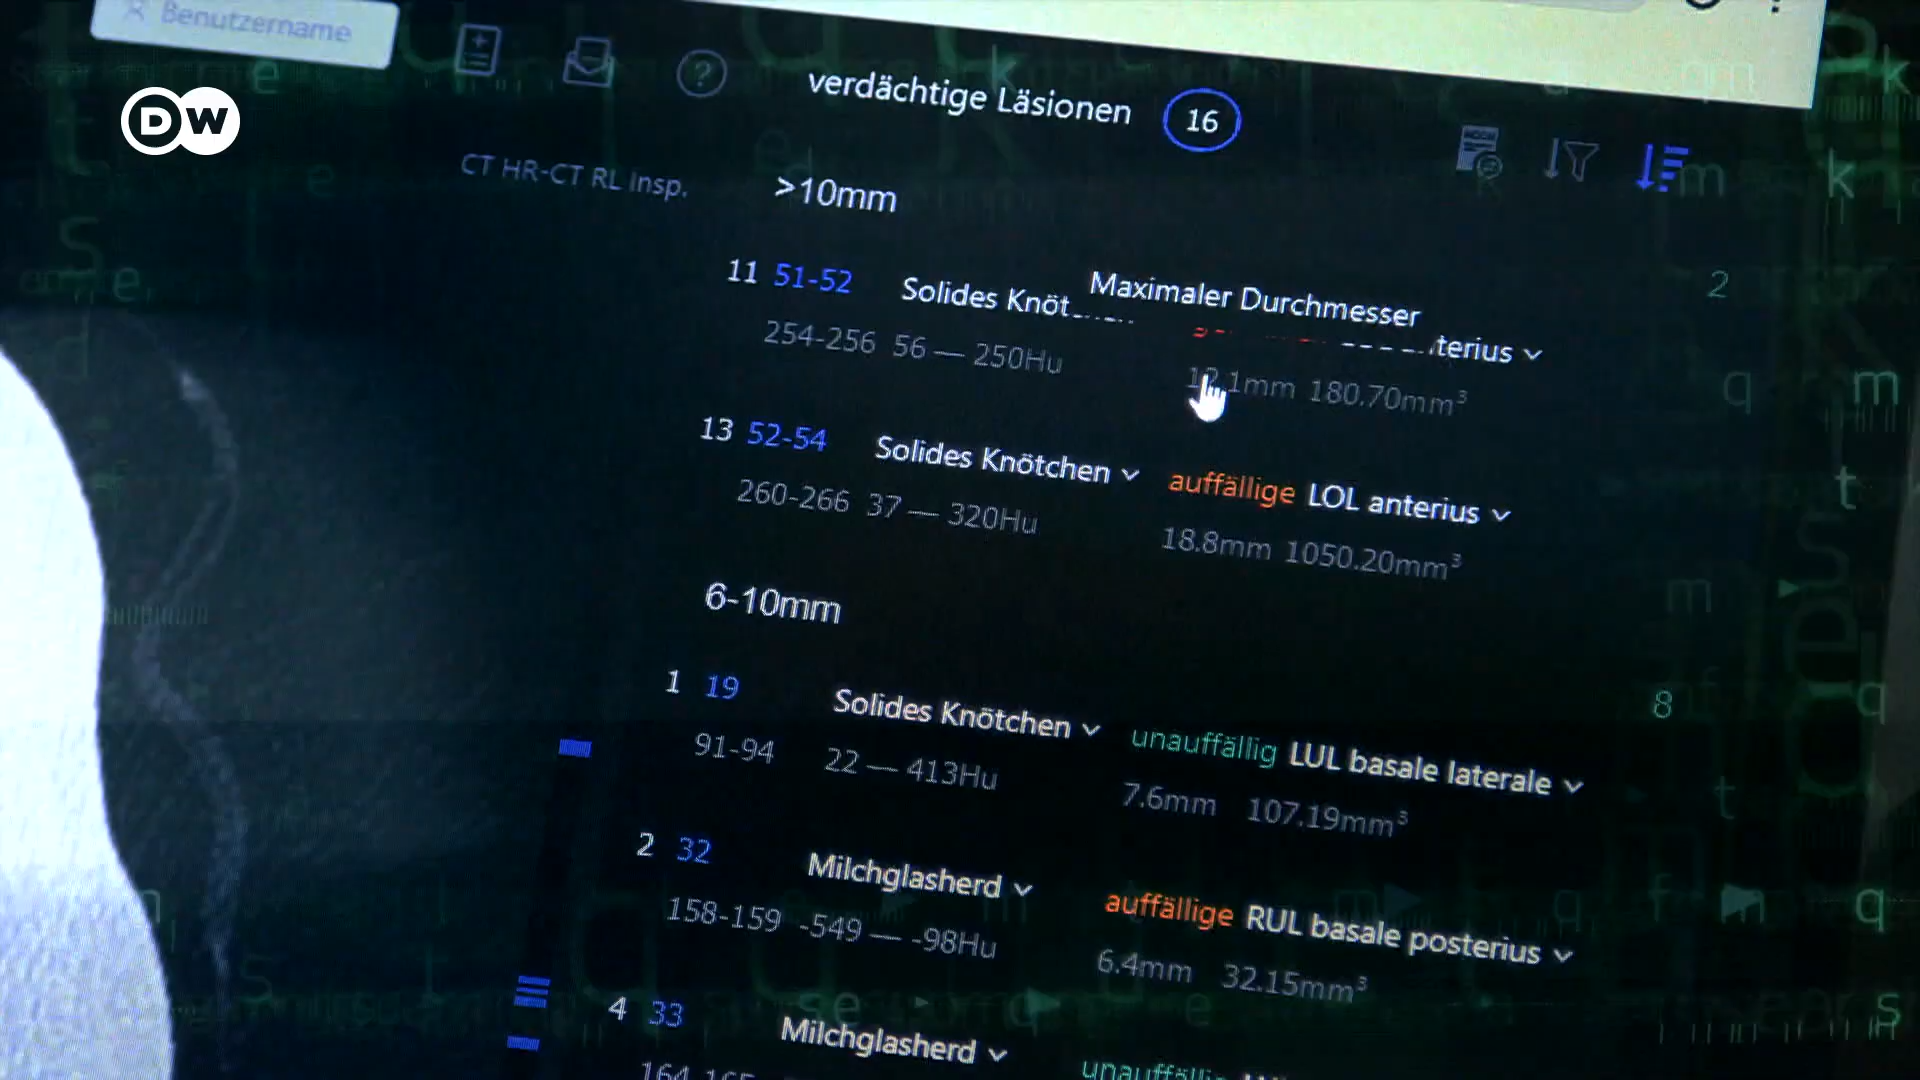 Benutzername
DW
verdächtige Läsionen 16
CT HR-CT RL Insp.
>10mm
2
11 51-52 Solides Knöt
Maximaler Durchmesser
terius
254-256 56 — 250Hu
12.1mm 180.70mm³
13 52-54 Solides Knötchen auffällige LOL anterius
260-266 37 — 320Hu 18.8mm 1050.20mm³
6-10mm
8
1 19 Solides Knötchen unauffällig LUL basale laterale
91-94 22 — 413Hu 7.6mm 107.19mm³
2 32 Milchglasherd auffällige RUL basale posterius
158-159 -549 — -98Hu 6.4mm 32.15mm³
4 33 Milchglasherd unauffällig